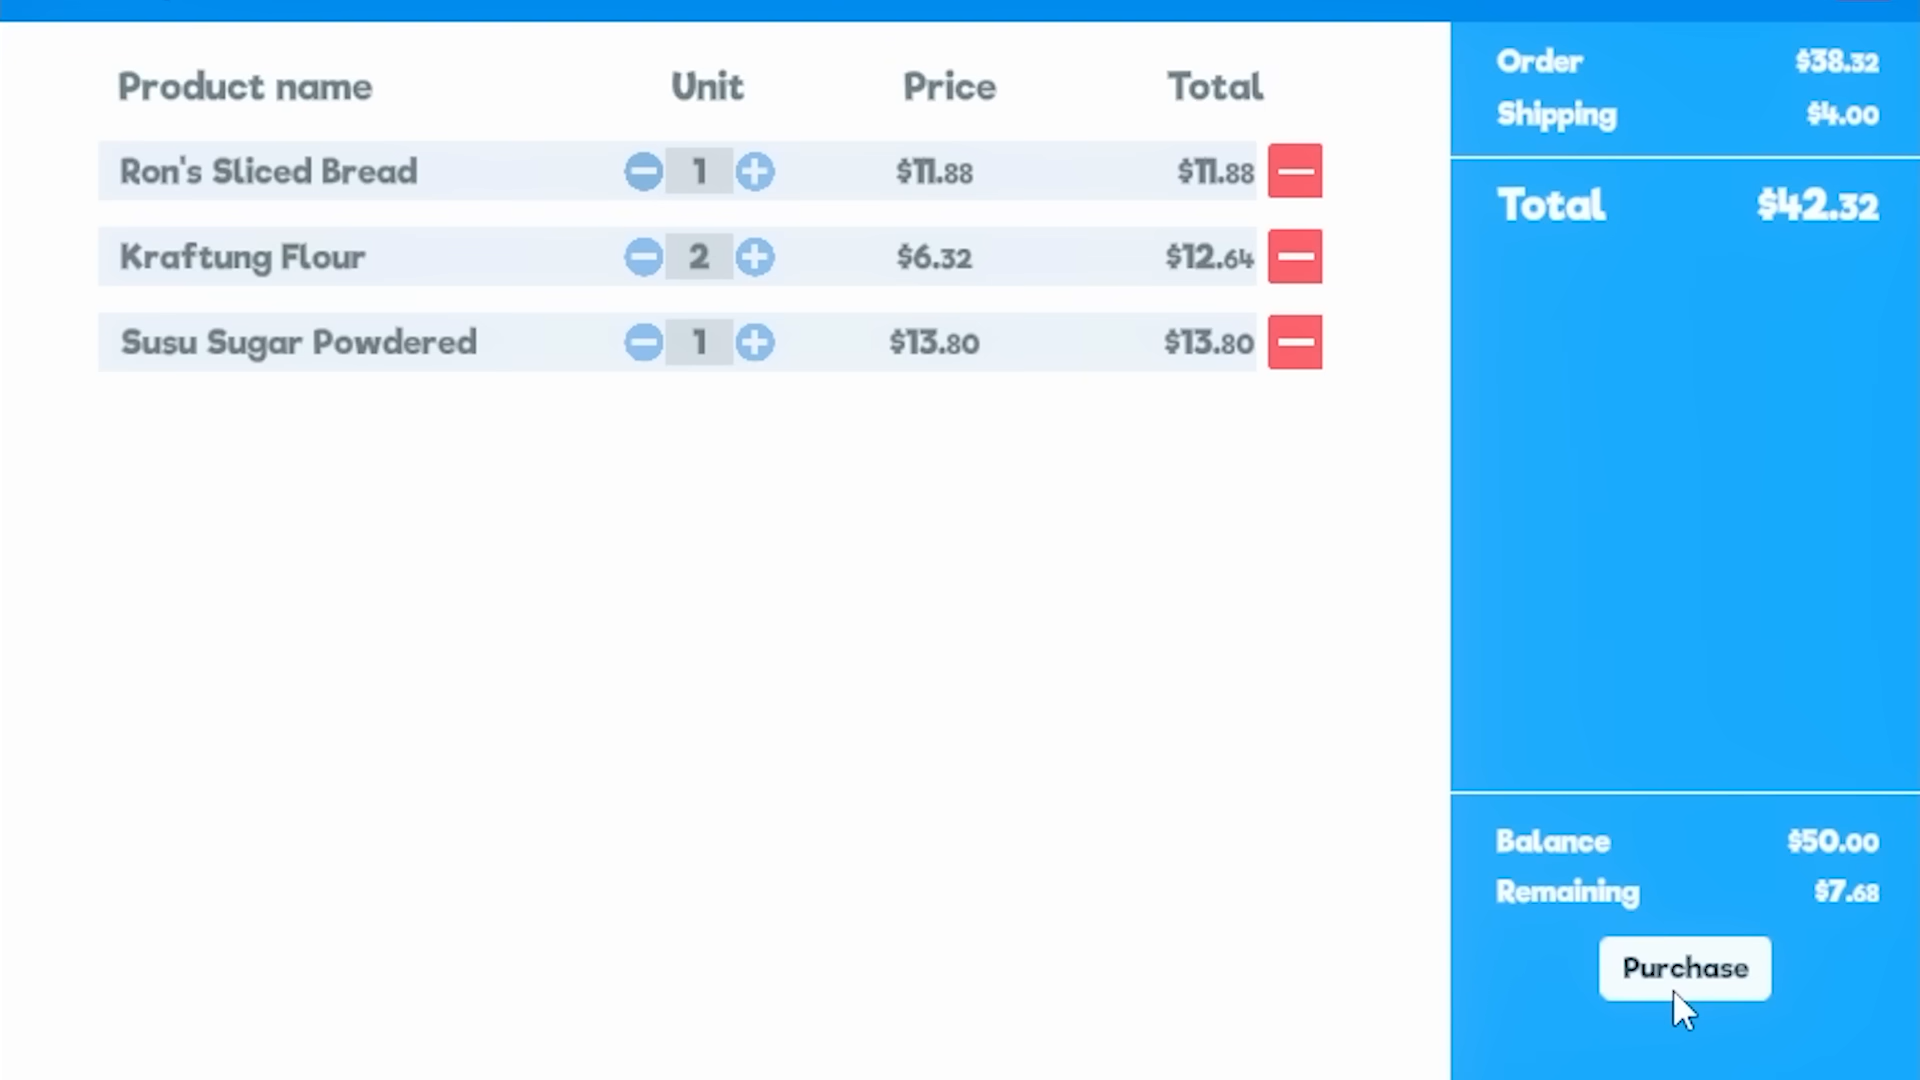 Product name Unit Price Total
Ron's Sliced Bread 1 $11.88 $11.88
Kraftung Flour 2 $6.32 $12.64
Susu Sugar Powdered 1 $13.80 $13.80
Order $38.32
Shipping $4.00
Total $42.32
Balance $50.00
Remaining $7.68
Purchase